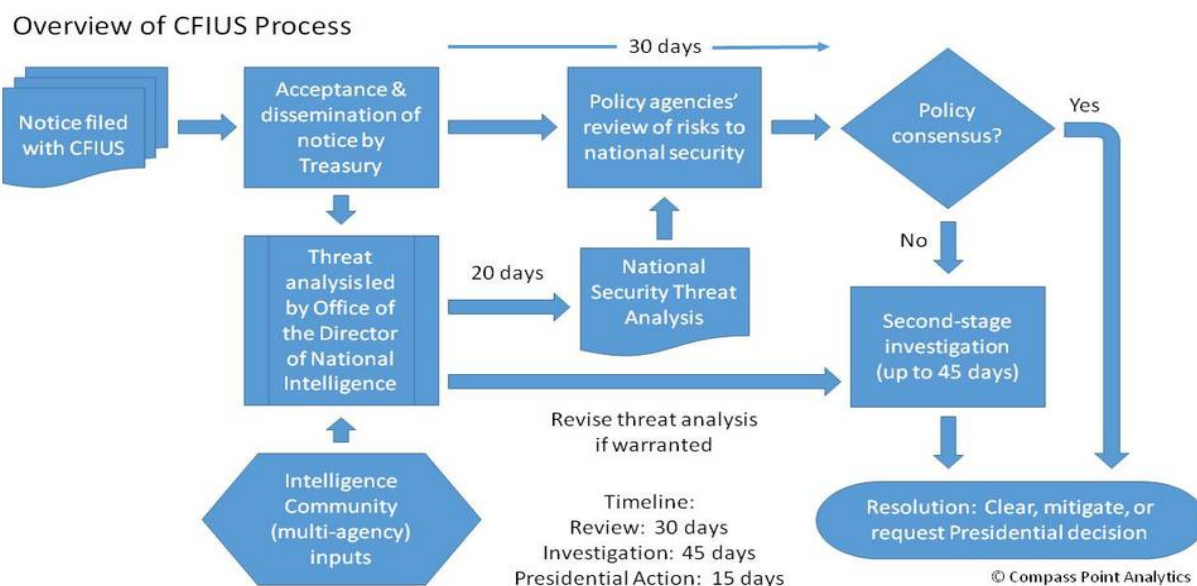 Overview of CFIUS Process
30 days
Notice filed
with CFIUS
Acceptance &
dissemination of
notice by
Treasury
Policy agencies’
review of risks to
national security
Policy
consensus?
Yes
No
Threat
analysis led
by Office of
the Director
of National
Intelligence
20 days
National
Security Threat
Analysis
Second-stage
investigation
(up to 45 days)
Revise threat analysis
if warranted
Intelligence
Community
(multi-agency)
inputs
Timeline:
Review: 30 days
Investigation: 45 days
Presidential Action: 15 days
Resolution: Clear, mitigate, or
request Presidential decision
© Compass Point Analytics